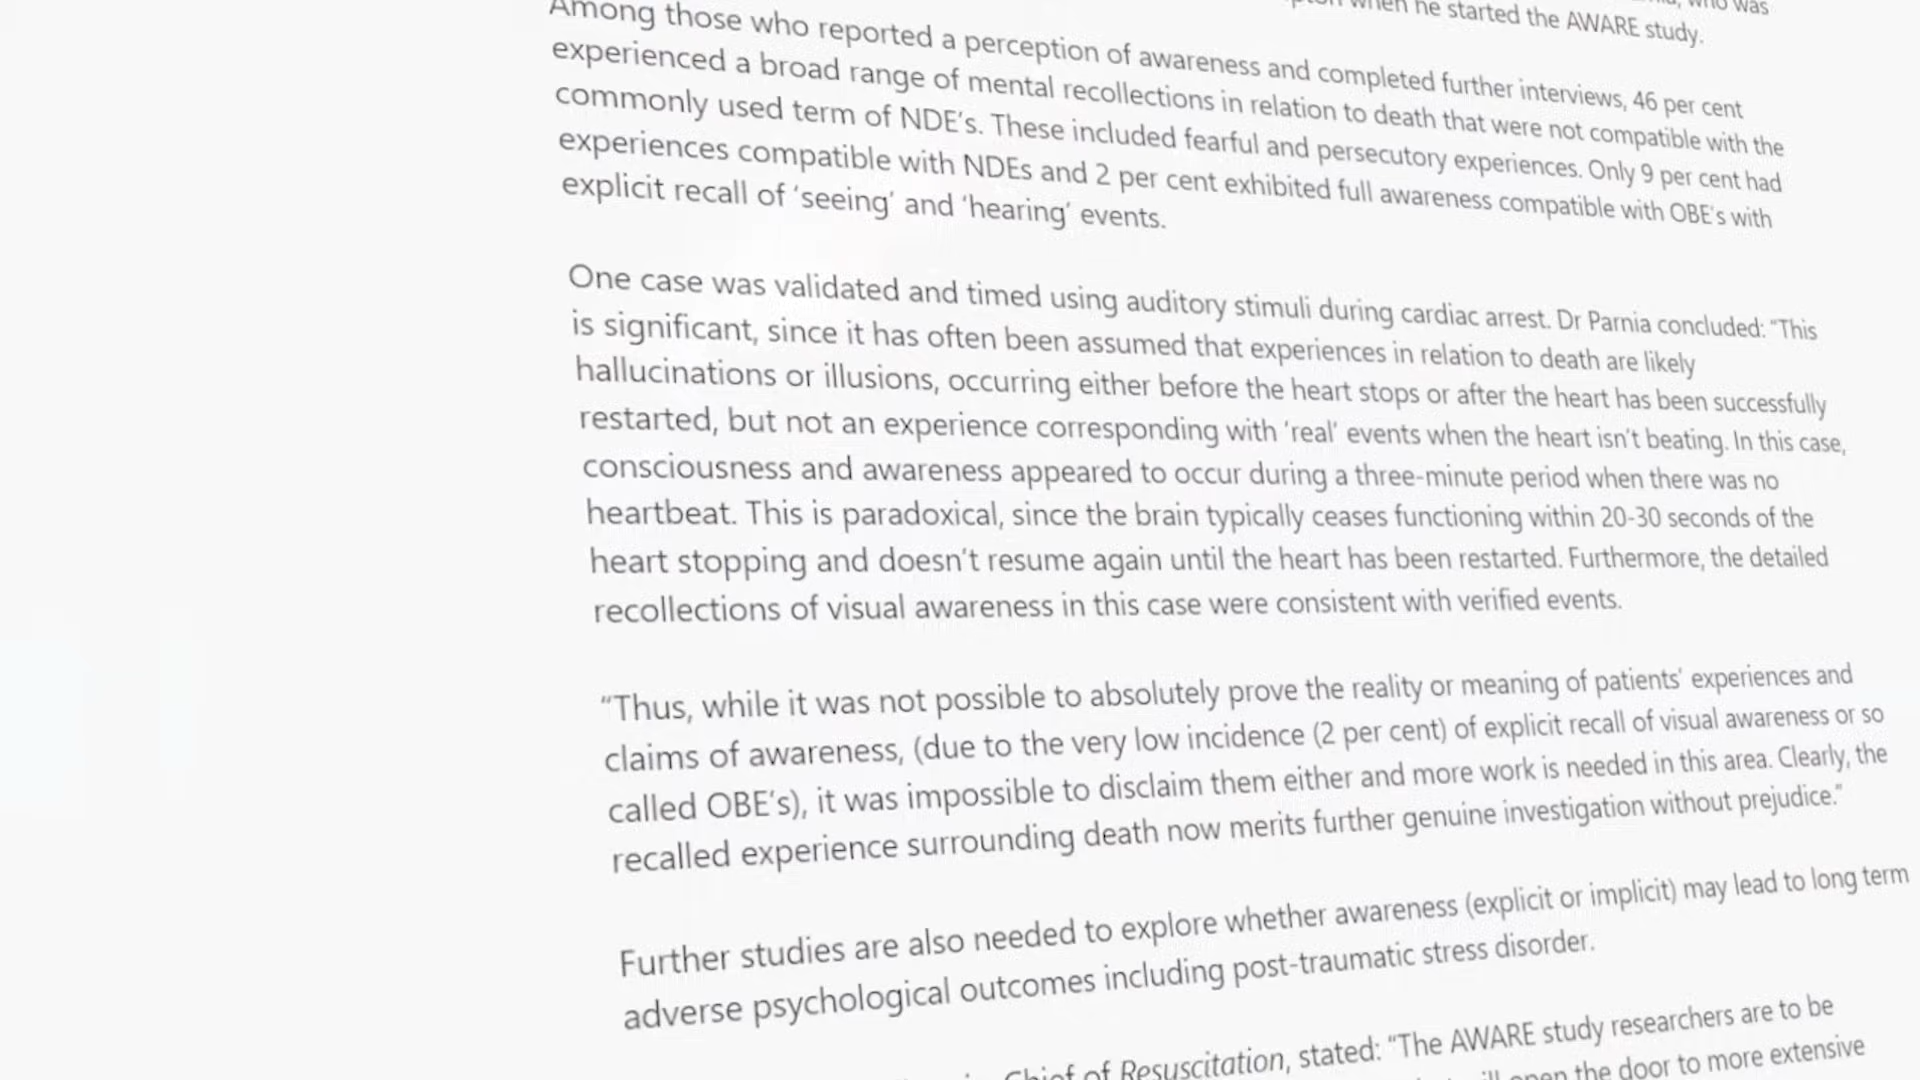 who was
when he started the AWARE study.
Among those who reported a perception of awareness and completed further interviews, 46 per cent
experienced a broad range of mental recollections in relation to death that were not compatible with the
commonly used term of NDE's. These included fearful and persecutory experiences. Only 9 per cent had
experiences compatible with NDEs and 2 per cent exhibited full awareness compatible with OBE's with
explicit recall of 'seeing' and 'hearing' events.
One case was validated and timed using auditory stimuli during cardiac arrest. Dr Parnia concluded: "This
is significant, since it has often been assumed that experiences in relation to death are likely
hallucinations or illusions, occurring either before the heart stops or after the heart has been successfully
restarted, but not an experience corresponding with 'real' events when the heart isn't beating. In this case,
consciousness and awareness appeared to occur during a three-minute period when there was no
heartbeat. This is paradoxical, since the brain typically ceases functioning within 20-30 seconds of the
heart stopping and doesn't resume again until the heart has been restarted. Furthermore, the detailed
recollections of visual awareness in this case were consistent with verified events.
"Thus, while it was not possible to absolutely prove the reality or meaning of patients' experiences and
claims of awareness, (due to the very low incidence (2 per cent) of explicit recall of visual awareness or so
called OBE's), it was impossible to disclaim them either and more work is needed in this area. Clearly, the
recalled experience surrounding death now merits further genuine investigation without prejudice."
Further studies are also needed to explore whether awareness (explicit or implicit) may lead to long term
adverse psychological outcomes including post-traumatic stress disorder.
Chief of Resuscitation, stated: "The AWARE study researchers are to be
open the door to more extensive